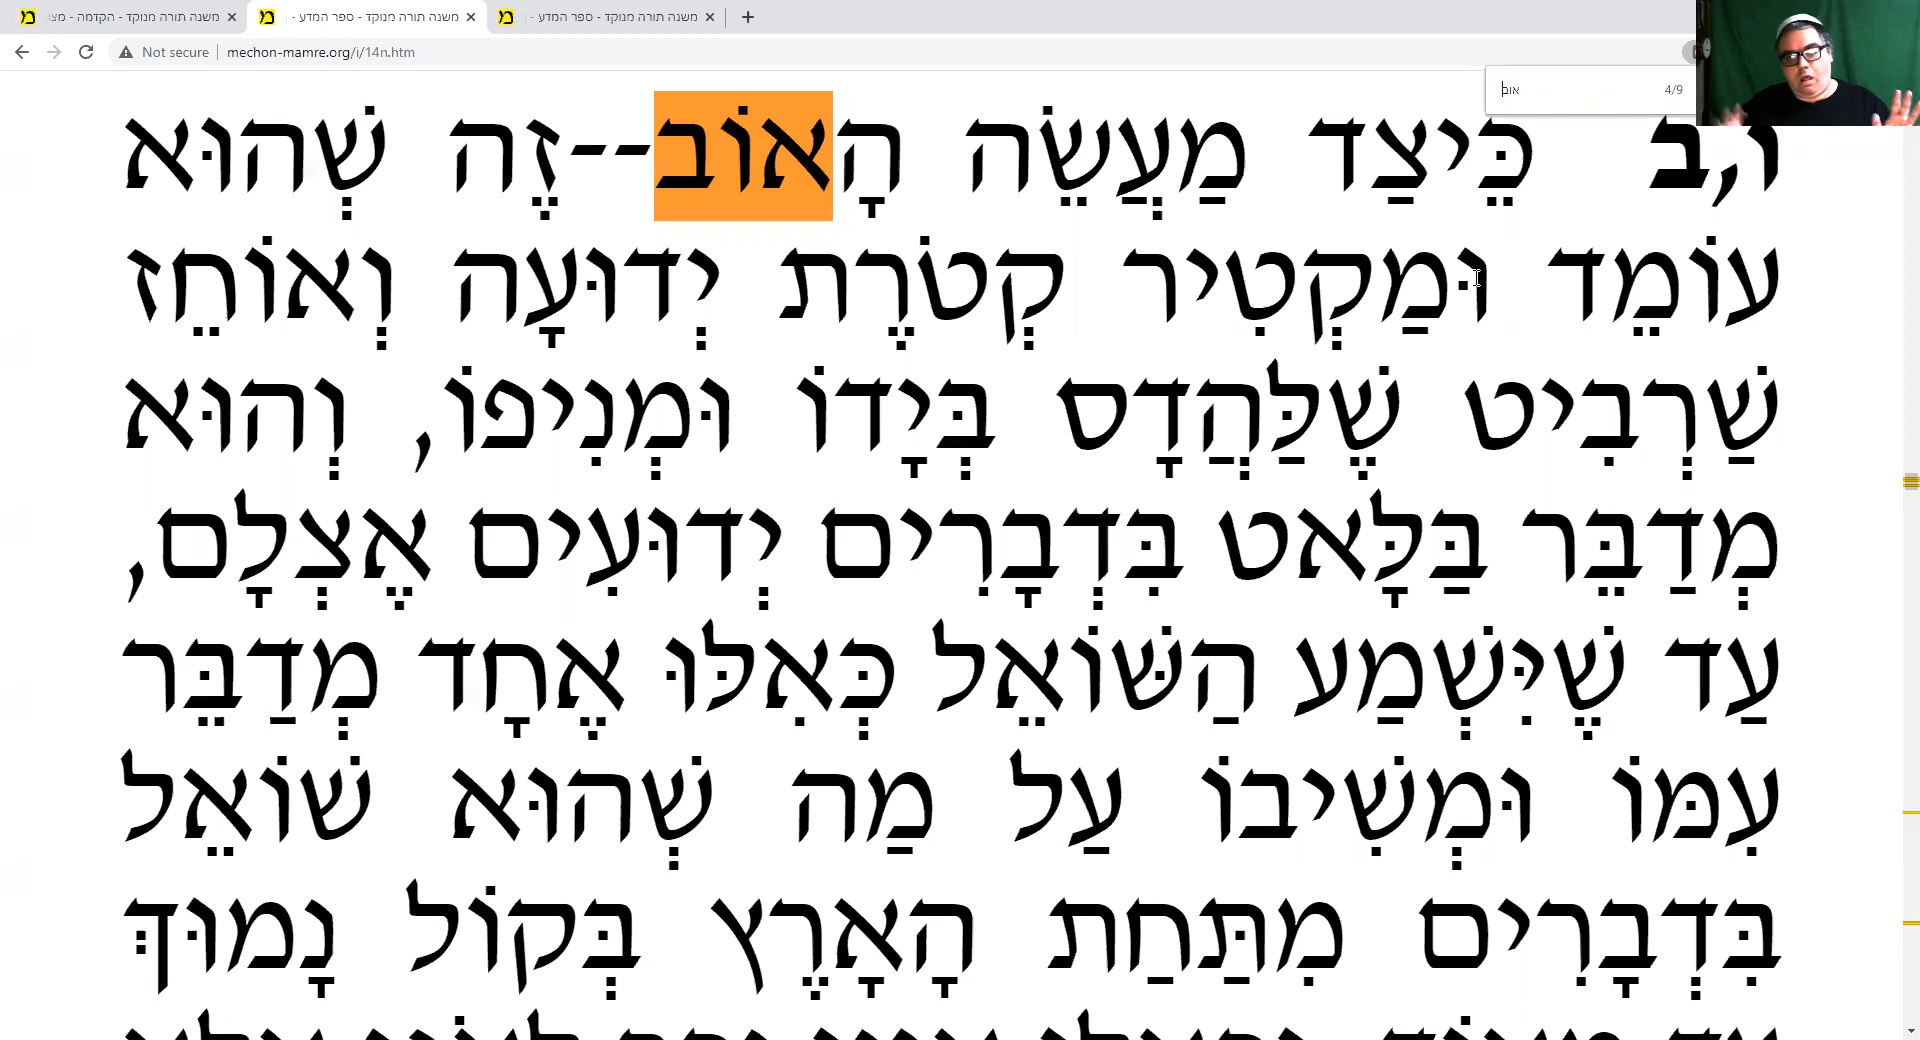 משנה תורה מנוקד - הקדמה - מצו
משנה תורה מנוקד - ספר המדע -
משנה תורה מנוקד - ספר המדע -
Not secure
mechon-mamre.org/i/14n.htm
אוב
4/9
ו,ב כֵּיצַד מַעֲשֵׂה הָאוֹב--זֶה שְׁהוּא
עוֹמֵד וּמַקְטִיר קְטֹרֶת יְדוּעָה וְאוֹחֵז
שַׁרְבִיט שֶׁלַּהֲדָס בְּיָדוֹ וּמְנִיפוֹ, וְהוּא
מְדַבֵּר בַּלָּאט בִּדְבָרִים יְדוּעִים אֶצְלָם,
עַד שֶׁיִּשְׁמַע הַשּׁוֹאֵל כְּאִלּוּ אֶחָד מְדַבֵּר
עִמּוֹ וּמְשִׁיבוֹ עַל מַה שְׁהוּא שׁוֹאֵל
בִּדְבָרִים מִתַּחַת הָאָרֶץ בְּקוֹל נָמוּךְ